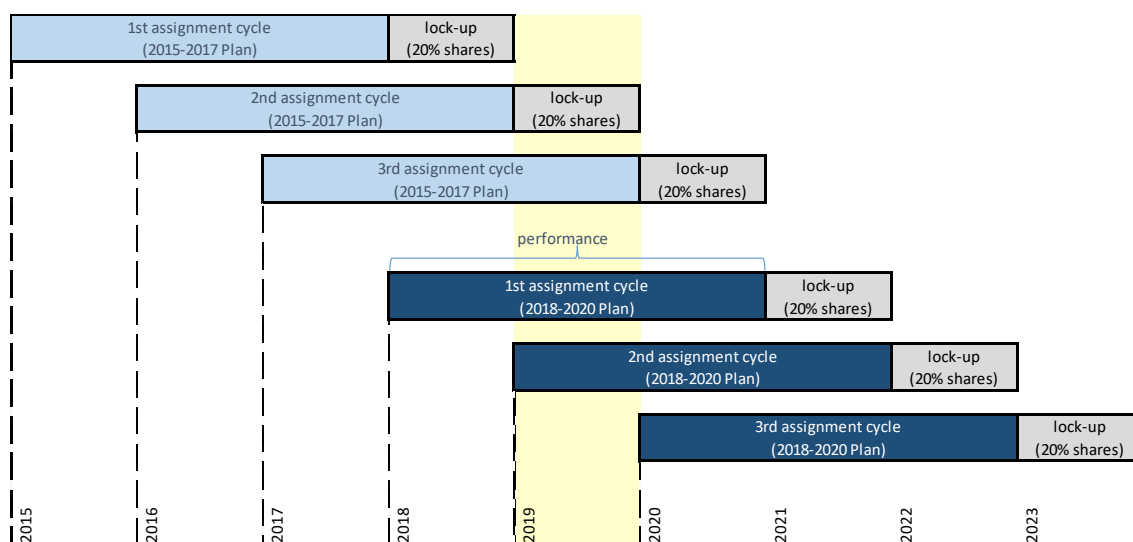 1st assignment cycle
(2015-2017 Plan)
lock-up
(20% shares)
2nd assignment cycle
(2015-2017 Plan)
lock-up
(20% shares)
3rd assignment cycle
(2015-2017 Plan)
lock-up
(20% shares)
performance
1st assignment cycle
(2018-2020 Plan)
lock-up
(20% shares)
2nd assignment cycle
(2018-2020 Plan)
lock-up
(20% shares)
3rd assignment cycle
(2018-2020 Plan)
lock-up
(20% shares)
2015
2016
2017
2018
2019
2020
2021
2022
2023